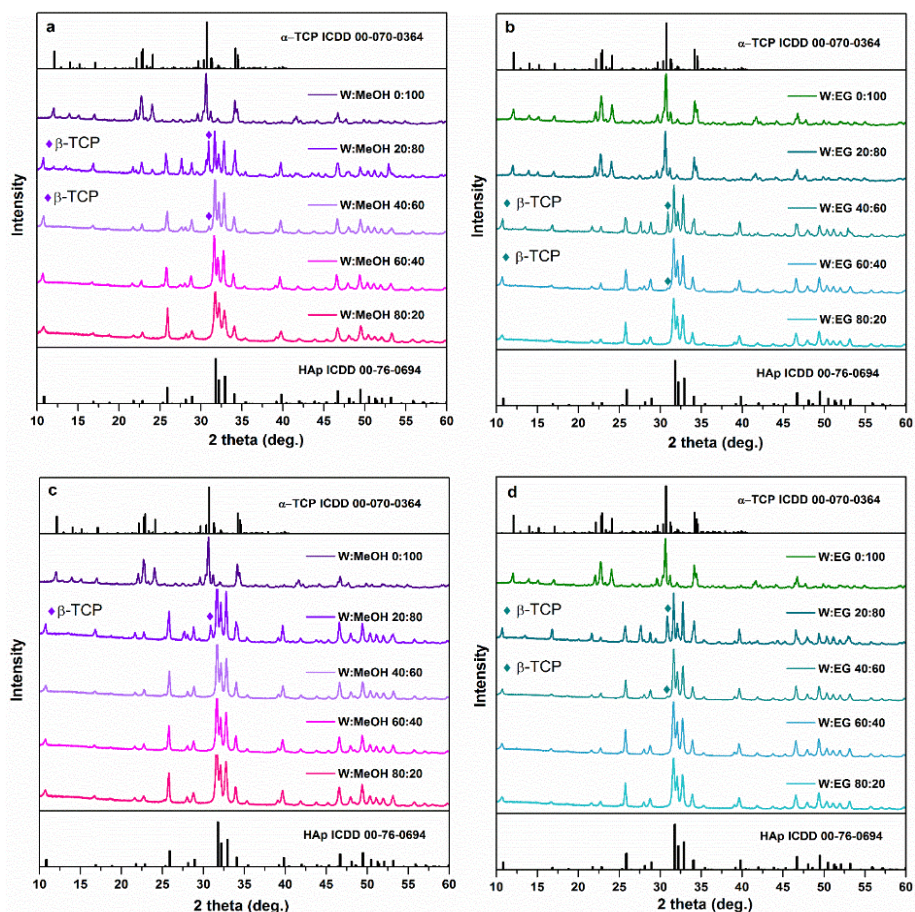 a
α–TCP ICDD 00-070-0364
W:MeOH 0:100
β-TCP
W:MeOH 20:80
β-TCP
W:MeOH 40:60
W:MeOH 60:40
W:MeOH 80:20
HAp ICDD 00-76-0694
Intensity
10 15 20 25 30 35 40 45 50 55 60
2 theta (deg.)
b
α–TCP ICDD 00-070-0364
W:EG 0:100
W:EG 20:80
β-TCP
W:EG 40:60
β-TCP
W:EG 60:40
W:EG 80:20
HAp ICDD 00-76-0694
Intensity
10 15 20 25 30 35 40 45 50 55 60
2 theta (deg.)
c
α–TCP ICDD 00-070-0364
W:MeOH 0:100
β-TCP
W:MeOH 20:80
W:MeOH 40:60
W:MeOH 60:40
W:MeOH 80:20
HAp ICDD 00-76-0694
Intensity
10 15 20 25 30 35 40 45 50 55 60
2 theta (deg.)
d
α–TCP ICDD 00-070-0364
W:EG 0:100
β-TCP
W:EG 20:80
β-TCP
W:EG 40:60
W:EG 60:40
W:EG 80:20
HAp ICDD 00-76-0694
Intensity
10 15 20 25 30 35 40 45 50 55 60
2 theta (deg.)